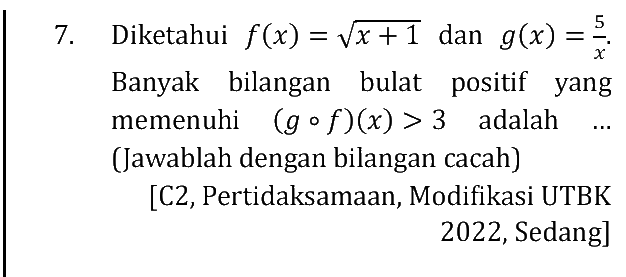 7. Diketahui f(x) = √(x + 1) dan g(x) = 5/x.
Banyak bilangan bulat positif yang
memenuhi (g ∘ f)(x) > 3 adalah ...
(Jawablah dengan bilangan cacah)
[C2, Pertidaksamaan, Modifikasi UTBK
2022, Sedang]